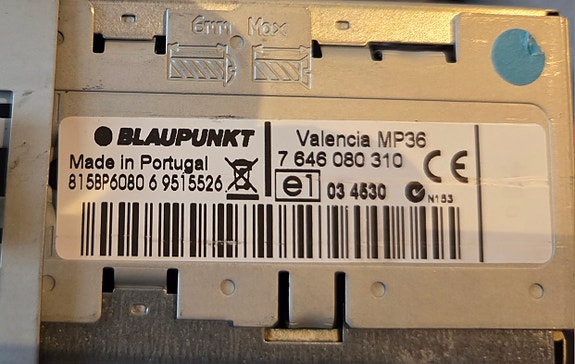 6mm Max
BLAUPUNKT
Made in Portugal
815BP6080 6 9515526
Valencia MP36
7 646 080 310
e1 03 4530
CE
N153